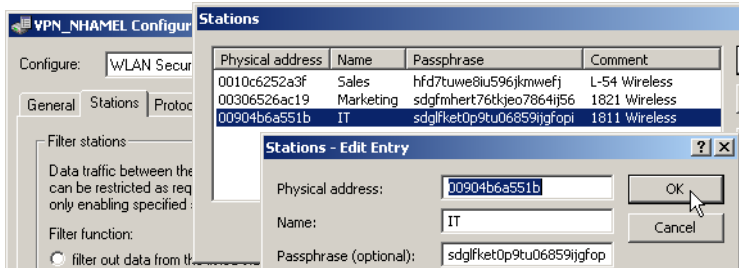 VPN_NHAMEL Configur
Configure: WLAN Secur
General Stations Protoc
Filter stations
Data traffic between the
can be restricted as req
only enabling specified
Filter function:
filter out data from the
Stations
Physical address Name Passphrase Comment
0010c6252a3f Sales hfd7tuwe8iu596jkmwefj L-54 Wireless
00306526ac19 Marketing sdgfmhert76tkjeo7864ij56 1821 Wireless
00904b6a551b IT sdglfket0p9tu06859ijgfopi 1811 Wireless
Stations - Edit Entry
Physical address: 00904b6a551b
OK
Name: IT
Cancel
Passphrase (optional): sdglfket0p9tu06859ijgfop